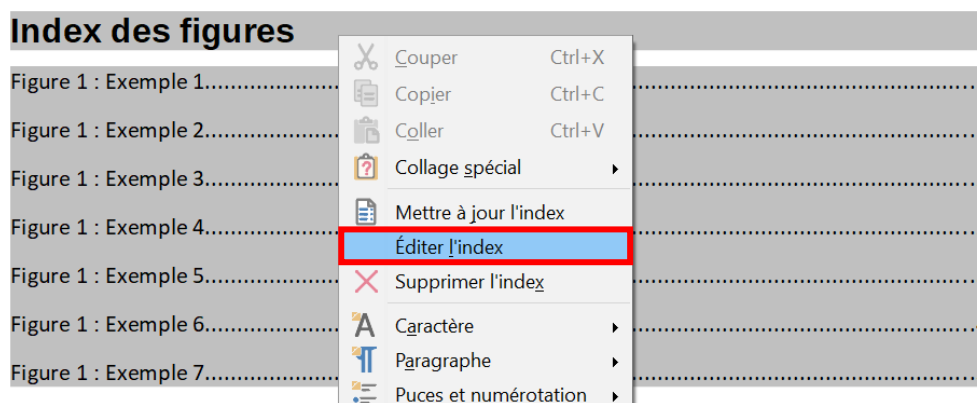 Index des figures
Couper Ctrl+X
Figure 1 : Exemple 1
Copier Ctrl+C
Figure 1 : Exemple 2
Coller Ctrl+V
Collage spécial
Figure 1 : Exemple 3
Mettre à jour l'index
Figure 1 : Exemple 4
Éditer l'index
Figure 1 : Exemple 5
Supprimer l'index
Figure 1 : Exemple 6
Caractère
Paragraphe
Figure 1 : Exemple 7
Puces et numérotation